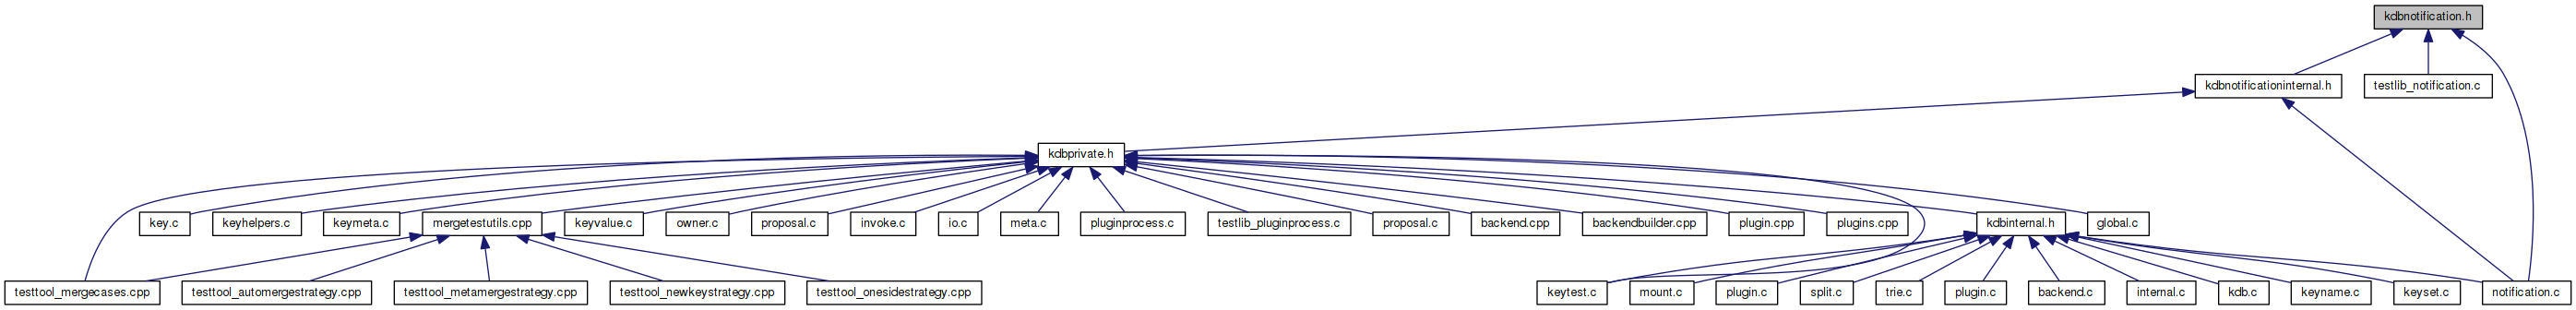 kdbnotification.h
kdbnotificationinternal.h
testlib_notification.c
kdbprivate.h
key.c
keyhelpers.c
keymeta.c
mergetestutils.cpp
keyvalue.c
owner.c
proposal.c
invoke.c
io.c
meta.c
pluginprocess.c
testlib_pluginprocess.c
proposal.c
backend.cpp
backendbuilder.cpp
plugin.cpp
plugins.cpp
kdbinternal.h
global.c
testtool_mergecases.cpp
testtool_automergestrategy.cpp
testtool_metamergestrategy.cpp
testtool_newkeystrategy.cpp
testtool_onesidestrategy.cpp
keytest.c
mount.c
plugin.c
split.c
trie.c
plugin.c
backend.c
internal.c
kdb.c
keyname.c
keyset.c
notification.c